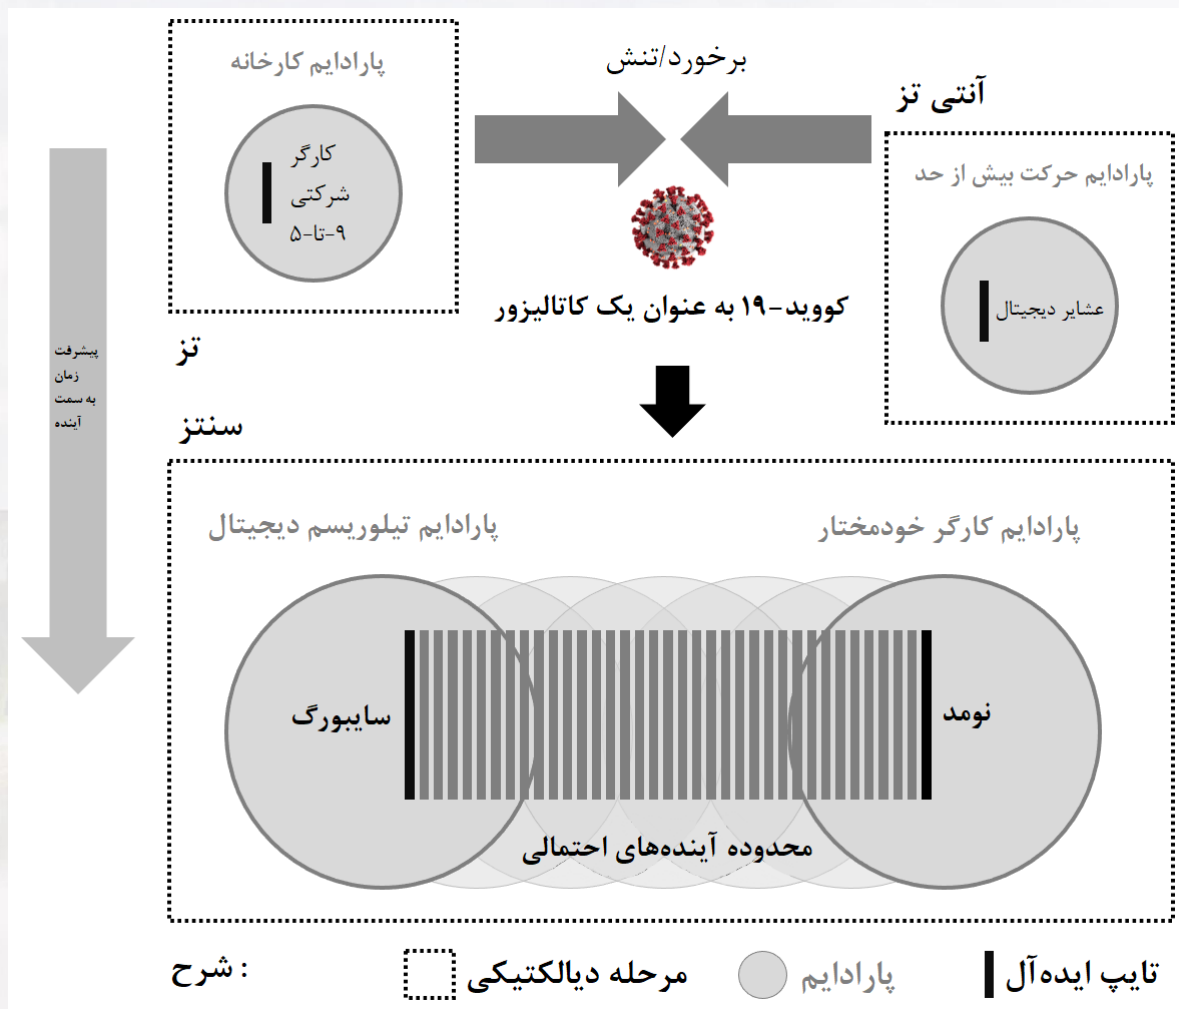 برخورد/تنش
پارادایم کارخانه
کارگر
شرکتی
۹-تا-۵
تز
آنتی تز
پارادایم حرکت بیش از حد
عشایر دیجیتال
کووید-۱۹ به عنوان یک کاتالیزور
پیشرفت
زمان
به سمت
آینده
سنتز
پارادایم کارگر خودمختار
پارادایم تیلوریسم دیجیتال
نومد
سایبورگ
محدوده آینده‌های احتمالی
شرح :
مرحله دیالکتیکی
پارادایم
تایپ ایده‌آل